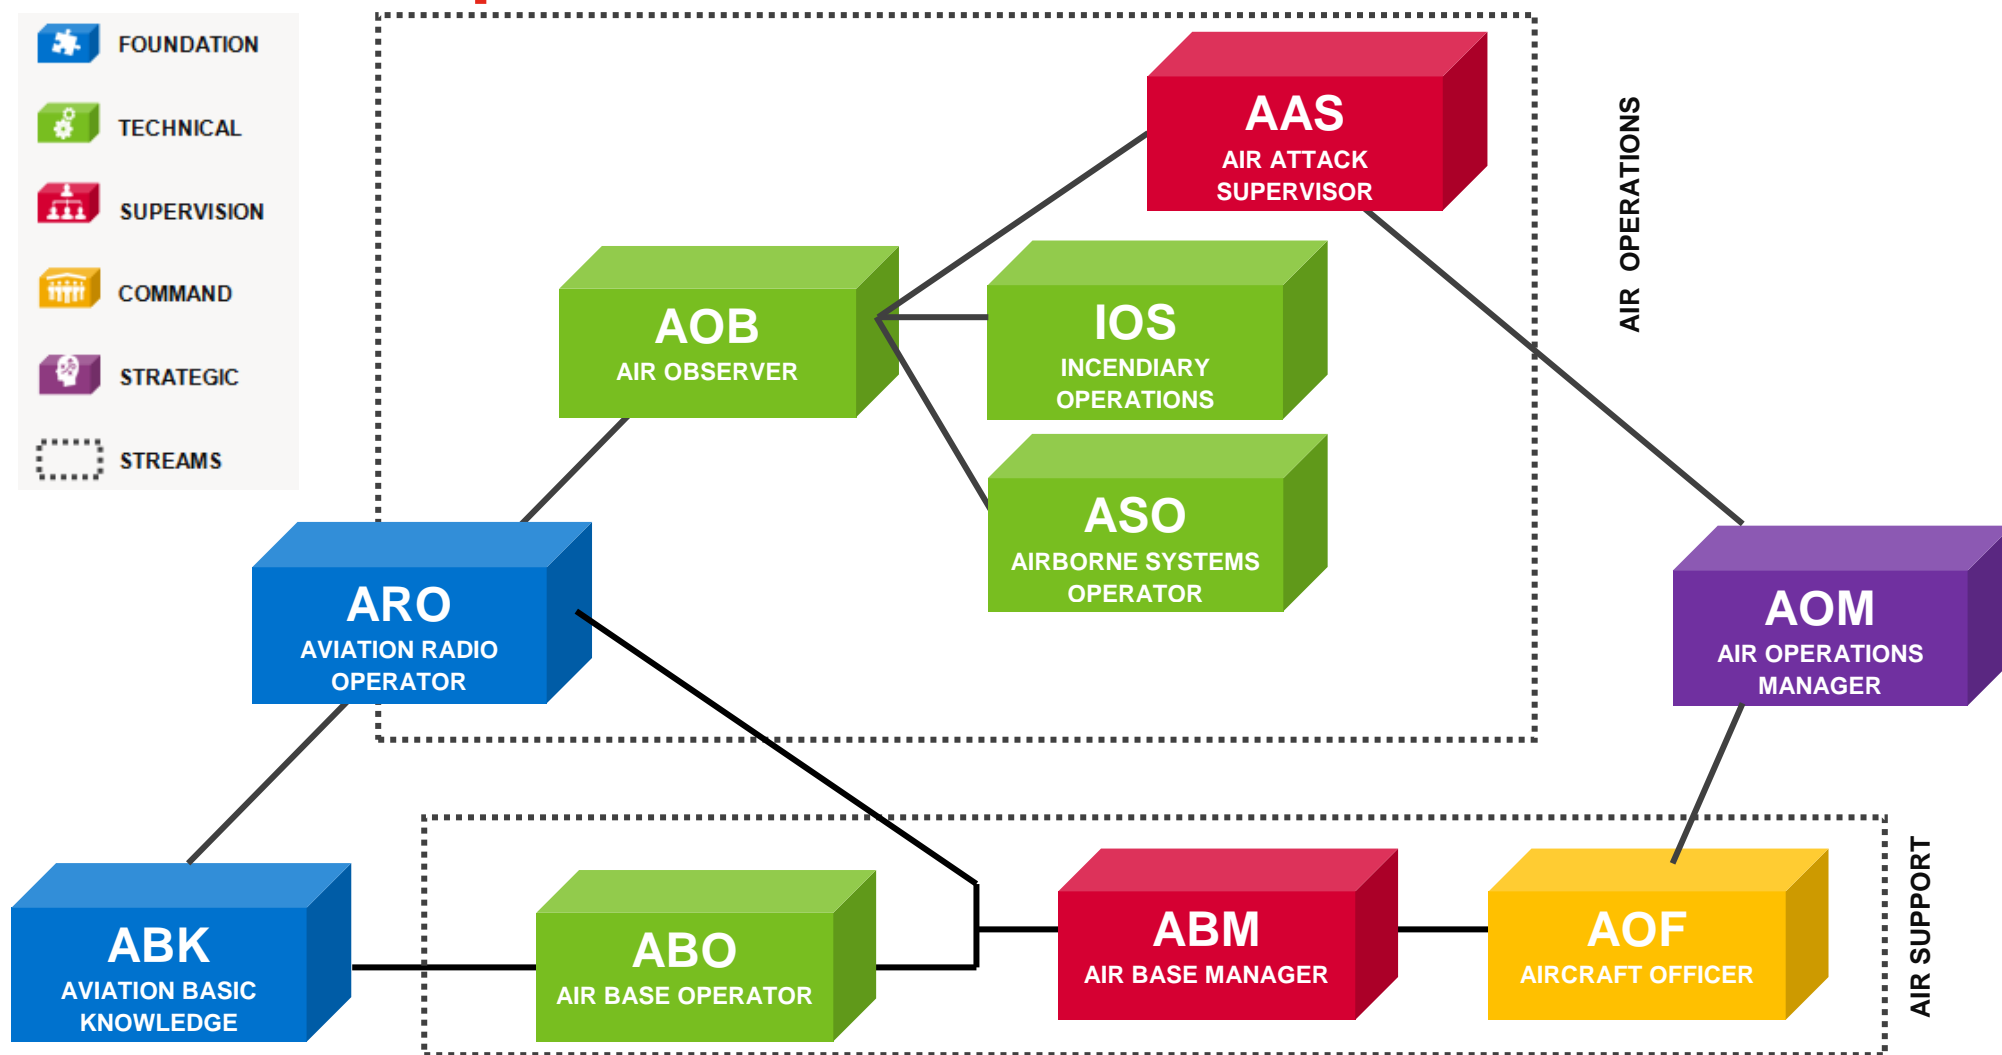 FOUNDATION
TECHNICAL
SUPERVISION
COMMAND
STRATEGIC
STREAMS
AAS
AIR ATTACK
SUPERVISOR
AIR OPERATIONS
AOB
AIR OBSERVER
IOS
INCENDIARY
OPERATIONS
ASO
AIRBORNE SYSTEMS
OPERATOR
ARO
AVIATION RADIO
OPERATOR
AOM
AIR OPERATIONS
MANAGER
ABK
AVIATION BASIC
KNOWLEDGE
ABO
AIR BASE OPERATOR
ABM
AIR BASE MANAGER
AOF
AIRCRAFT OFFICER
AIR SUPPORT